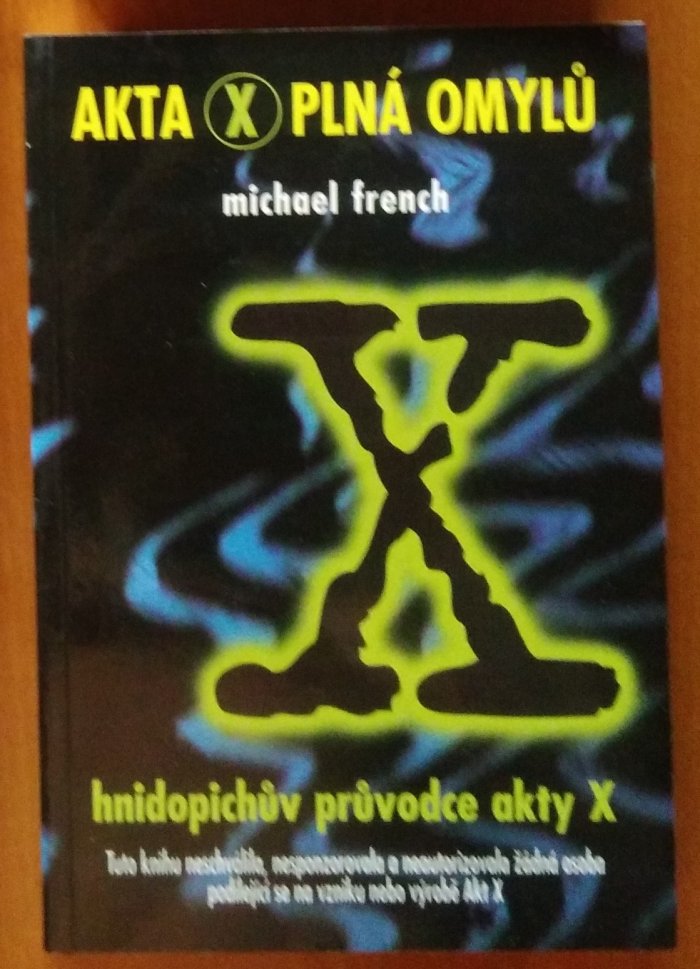 AKTA X PLNÁ OMYLŮ
michael french
X
hnidopichův průvodce akty X
Tuto knihu neschválila, nesponzorovala a neautorizovala žádná osoba
podílející se na vzniku nebo výrobě Akt X